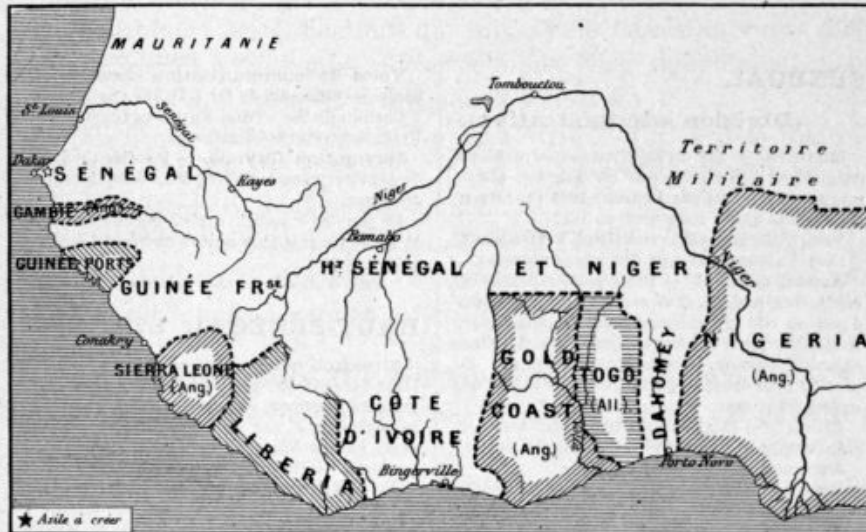 MAURITANIE
St Louis
Sénégal
Tombouctou
Dakar
SÉNÉGAL
Kayes
Territoire
Militaire
GAMBIE
Niger
Bamako
GUINÉE PORTSE
GUINÉE FRSE
HT SÉNÉGAL ET NIGER
Niger
Conakry
SIERRA LEONE
(Ang.)
GOLD
COAST
(Ang.)
TOGO
(All.)
DAHOMEY
NIGERIA
(Ang.)
LIBERIA
CÔTE
D'IVOIRE
Bingerville
Porto Novo
★ Asile à créer